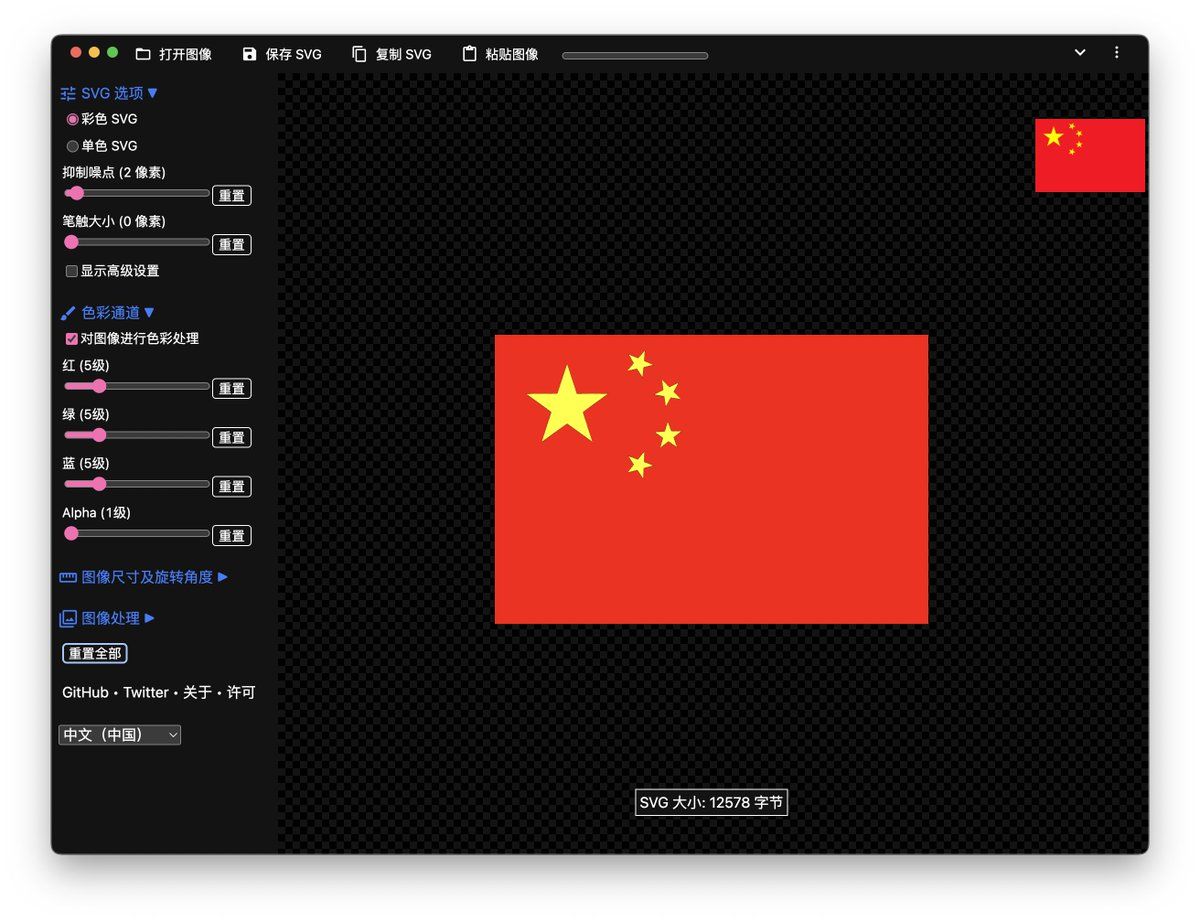 打开图像
保存 SVG
复制 SVG
粘贴图像
SVG 选项 ▼
彩色 SVG
单色 SVG
抑制噪点 (2 像素)
重置
笔触大小 (0 像素)
重置
显示高级设置
色彩通道 ▼
对图像进行色彩处理
红 (5级)
重置
绿 (5级)
重置
蓝 (5级)
重置
Alpha (1级)
重置
图像尺寸及旋转角度 ▶
图像处理 ▶
重置全部
GitHub • Twitter • 关于 • 许可
中文（中国）
SVG 大小: 12578 字节